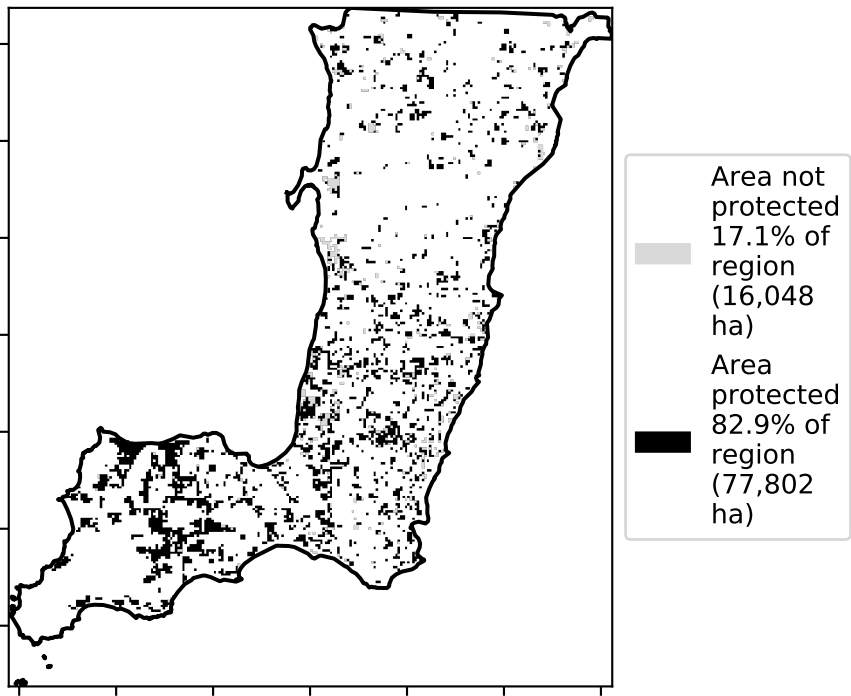 Area not
protected
17.1% of
region
(16,048
ha)
Area
protected
82.9% of
region
(77,802
ha)